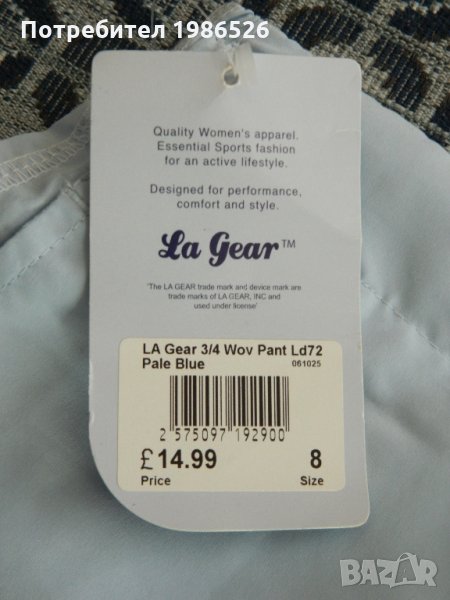 Потребител 1986526
Quality Women's apparel.
Essential Sports fashion
for an active lifestyle.
Designed for performance,
comfort and style.
La Gear™
'The LA GEAR trade mark and device mark are
trade marks of LA GEAR, INC and
used under license'
LA Gear 3/4 Wov Pant Ld72
Pale Blue 061025
2 575097 192900
£14.99 8
Price Size
BAZAR